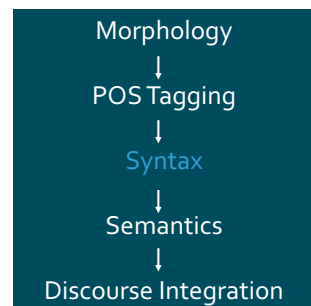 Morphology
POS Tagging
Syntax
Semantics
Discourse Integration